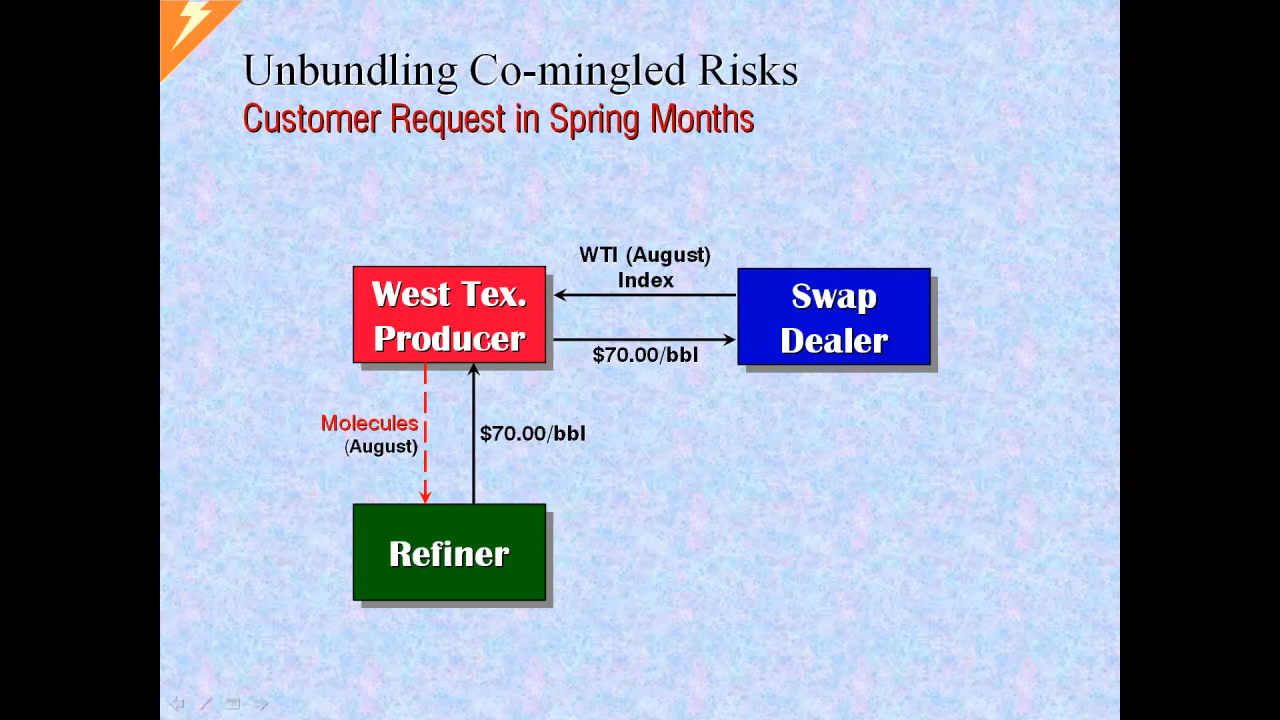 Unbundling Co-mingled Risks
Customer Request in Spring Months
WTI (August)
Index
West Tex.
Producer
Swap
Dealer
$70.00/bbl
Molecules
(August)
$70.00/bbl
Refiner